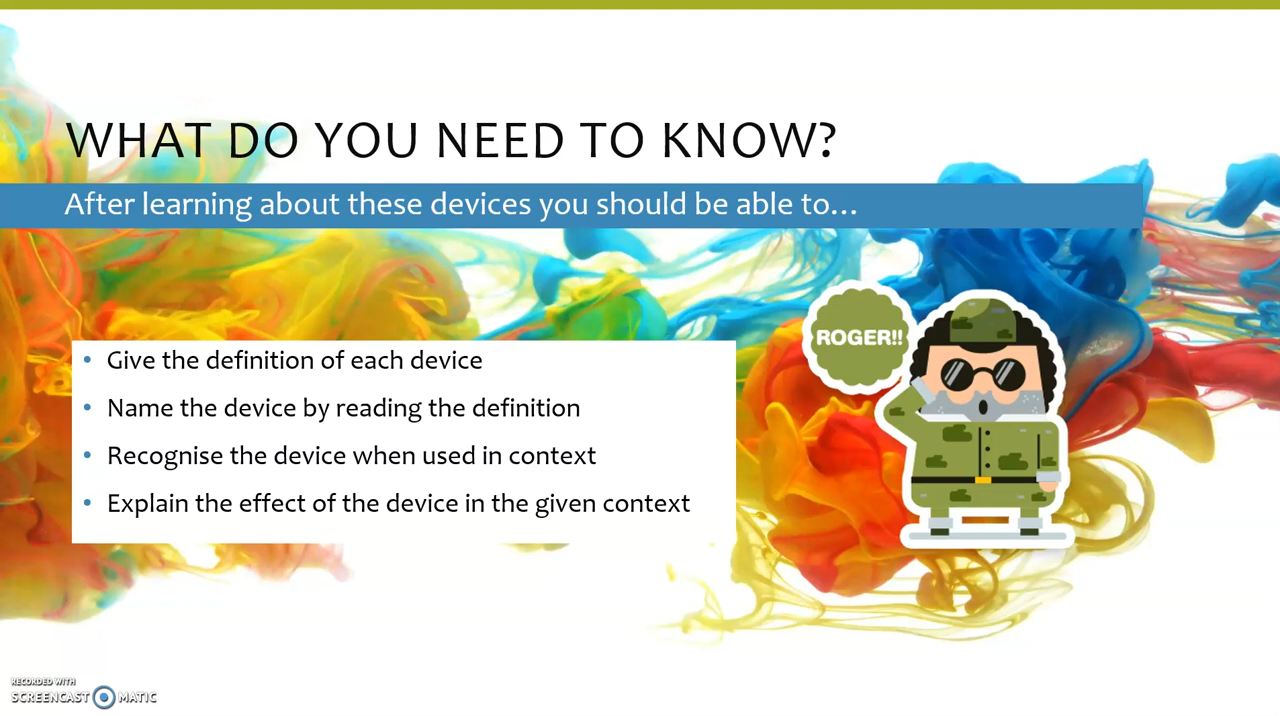 WHAT DO YOU NEED TO KNOW?
After learning about these devices you should be able to...
• Give the definition of each device
• Name the device by reading the definition
• Recognise the device when used in context
• Explain the effect of the device in the given context
ROGER!!
RECORDED WITH
SCREENCAST MATIC